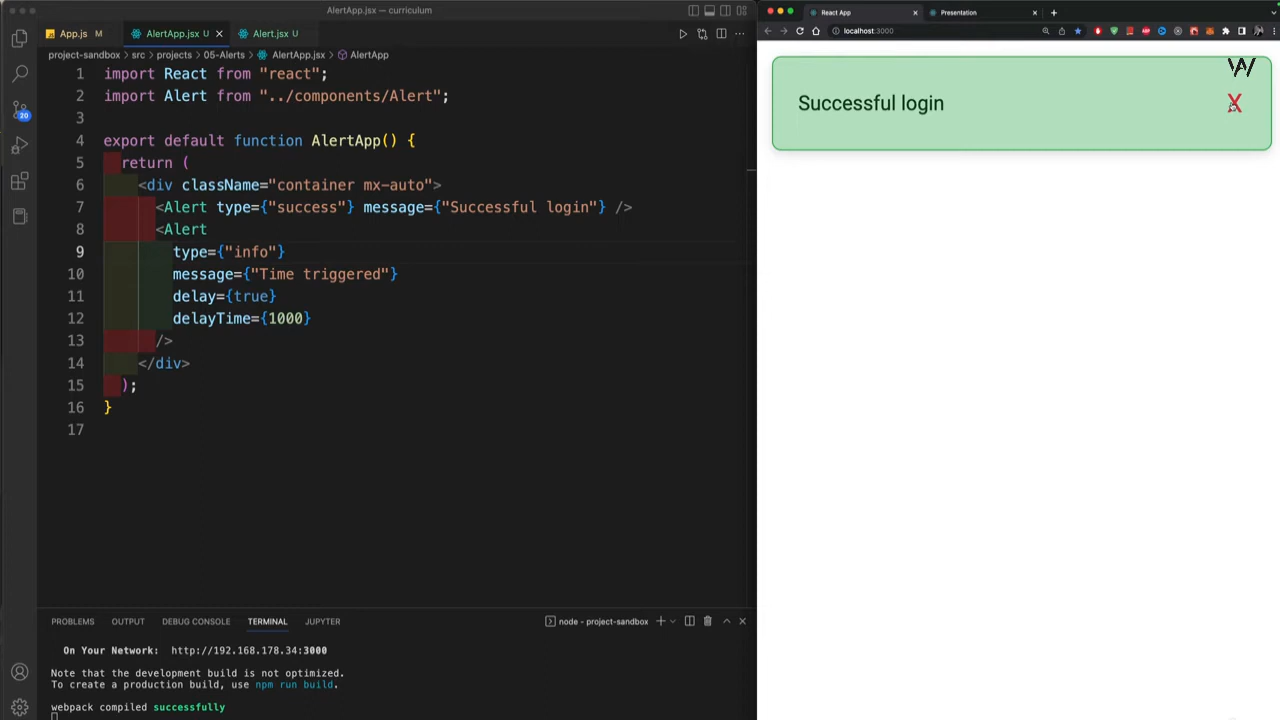 AlertApp.jsx — curriculum
App.js M
AlertApp.jsx U
Alert.jsx U
project-sandbox > src > projects > 05-Alerts > AlertApp.jsx > AlertApp
1 import React from "react";
2 import Alert from "../components/Alert";
3
4 export default function AlertApp() {
5 return (
6 <div className="container mx-auto">
7 <Alert type={"success"} message={"Successful login"} />
8 <Alert
9 type={"info"}
10 message={"Time triggered"}
11 delay={true}
12 delayTime={1000}
13 />
14 </div>
15 );
16 }
17
20
PROBLEMS OUTPUT DEBUG CONSOLE TERMINAL JUPYTER
node - project-sandbox
On Your Network: http://192.168.178.34:3000
Note that the development build is not optimized.
To create a production build, use npm run build.
webpack compiled successfully
React App
Presentation
localhost:3000
W
Successful login
X